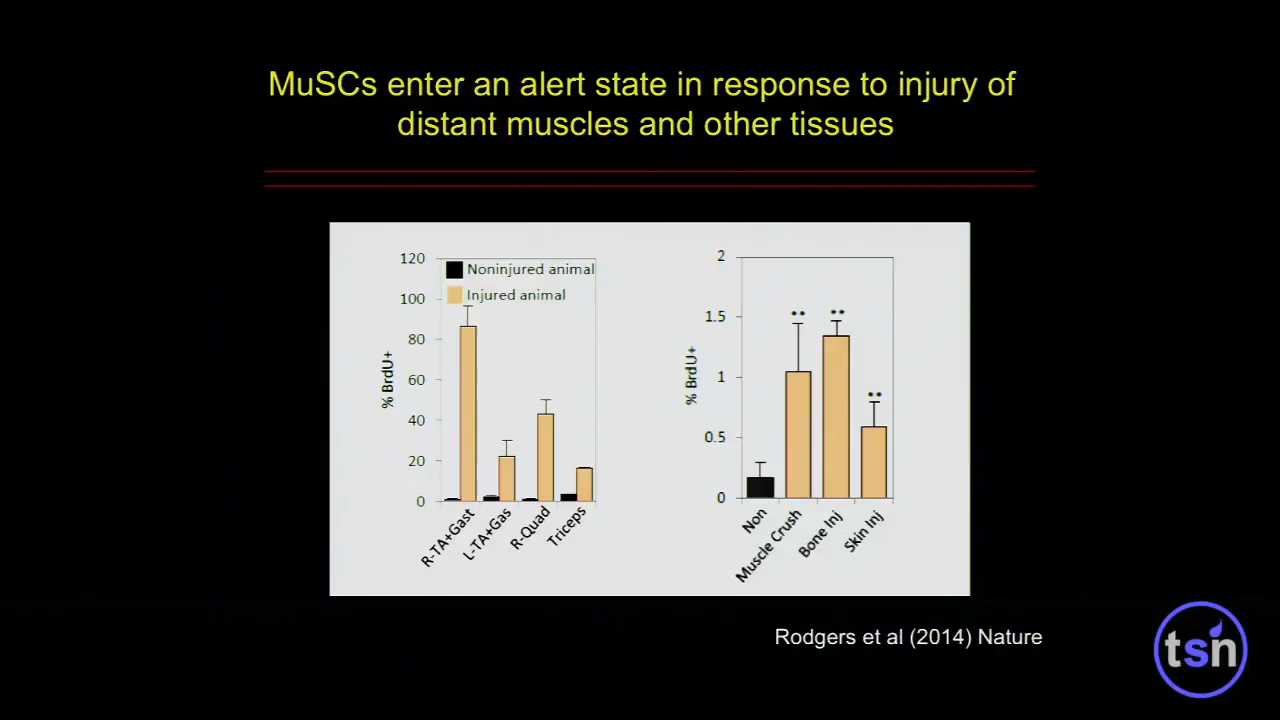 MuSCs enter an alert state in response to injury of
distant muscles and other tissues
120
100
80
60
40
20
0
% BrdU+
Noninjured animal
Injured animal
R-TA+Gast
L-TA+Gas
R-Quad
Triceps
2
1.5
1
0.5
0
% BrdU+
**
**
**
Non
Muscle Crush
Bone Inj
Skin Inj
Rodgers et al (2014) Nature
tsn